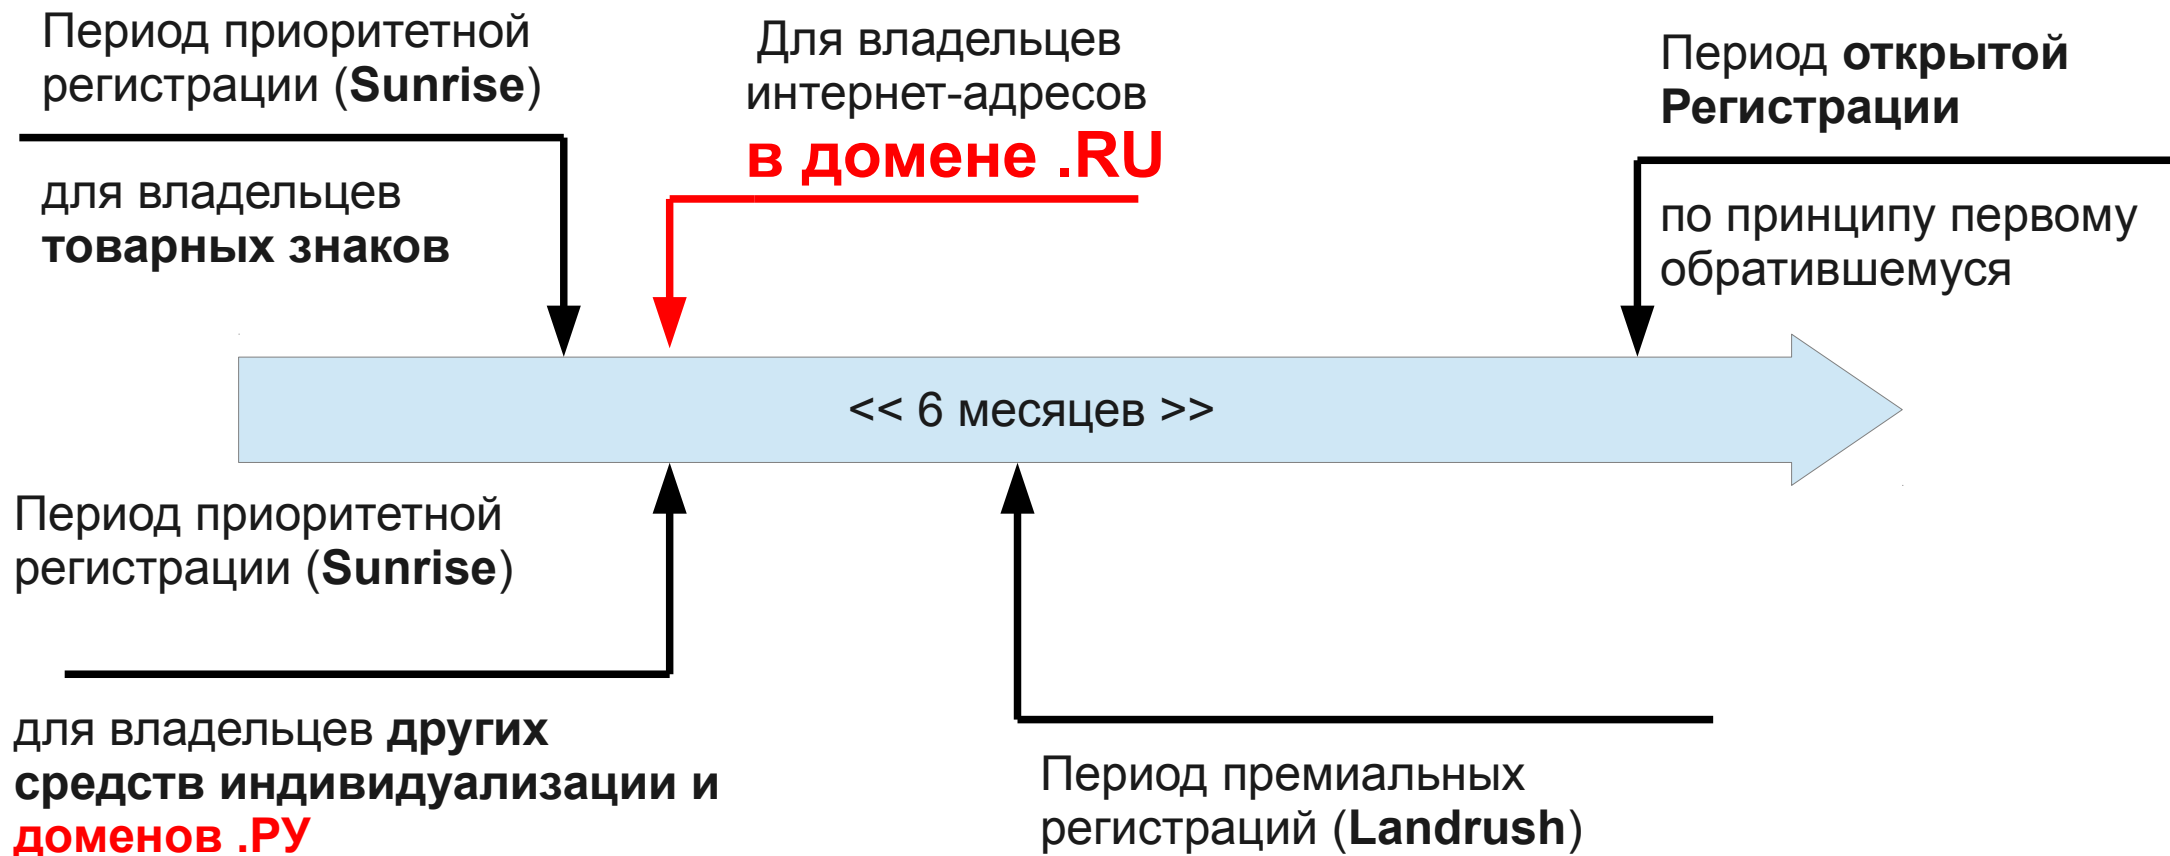 Период приоритетной
регистрации (Sunrise)
для владельцев
товарных знаков
Для владельцев
интернет-адресов
в домене .RU
Период открытой
Регистрации
по принципу первому
обратившемуся
<< 6 месяцев >>
Период приоритетной
регистрации (Sunrise)
для владельцев других
средств индивидуализации и
доменов .РУ
Период премиальных
регистраций (Landrush)